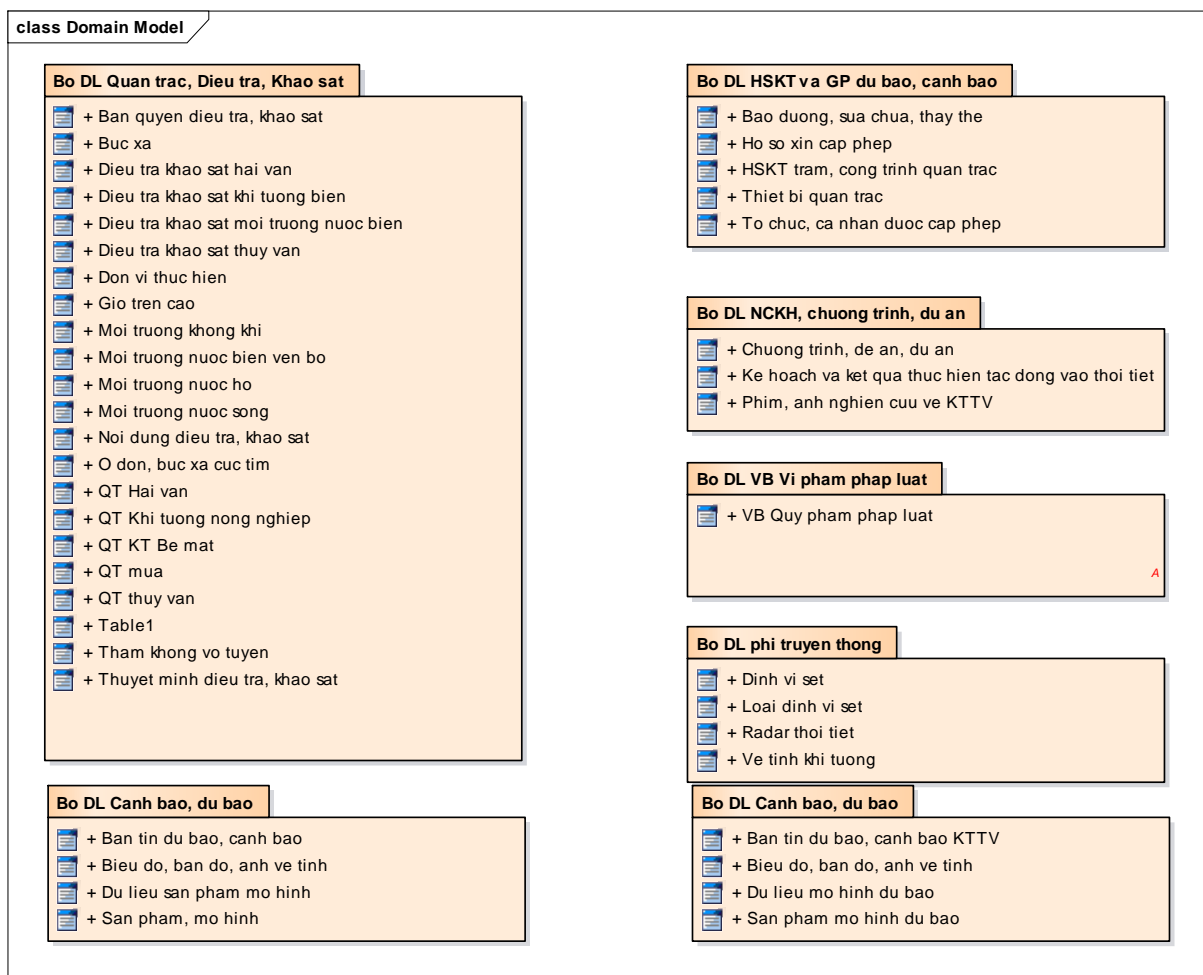 class Domain Model
Bo DL Quan trac, Dieu tra, Khao sat
+ Ban quyen dieu tra, khao sat
+ Buc xa
+ Dieu tra khao sat hai van
+ Dieu tra khao sat khi tuong bien
+ Dieu tra khao sat moi truong nuoc bien
+ Dieu tra khao sat thuy van
+ Don vi thuc hien
+ Gio tren cao
+ Moi truong khong khi
+ Moi truong nuoc bien ven bo
+ Moi truong nuoc ho
+ Moi truong nuoc song
+ Noi dung dieu tra, khao sat
+ O don, buc xa cuc tim
+ QT Hai van
+ QT Khi tuong nong nghiep
+ QT KT Be mat
+ QT mua
+ QT thuy van
+ Table1
+ Tham khong vo tuyen
+ Thuyet minh dieu tra, khao sat
Bo DL Canh bao, du bao
+ Ban tin du bao, canh bao
+ Bieu do, ban do, anh ve tinh
+ Du lieu san pham mo hinh
+ San pham, mo hinh
Bo DL HSKT va GP du bao, canh bao
+ Bao duong, sua chua, thay the
+ Ho so xin cap phep
+ HSKT tram, cong trinh quan trac
+ Thiet bi quan trac
+ To chuc, ca nhan duoc cap phep
Bo DL NCKH, chuong trinh, du an
+ Chuong trinh, de an, du an
+ Ke hoach va ket qua thuc hien tac dong vao thoi tiet
+ Phim, anh nghien cuu ve KTTV
Bo DL VB Vi pham phap luat
+ VB Quy pham phap luat
A
Bo DL phi truyen thong
+ Dinh vi set
+ Loai dinh vi set
+ Radar thoi tiet
+ Ve tinh khi tuong
Bo DL Canh bao, du bao
+ Ban tin du bao, canh bao KTTV
+ Bieu do, ban do, anh ve tinh
+ Du lieu mo hinh du bao
+ San pham mo hinh du bao